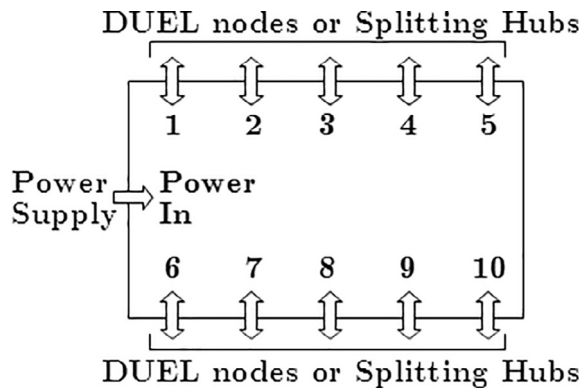 DUEL nodes or Splitting Hubs
1 2 3 4 5
Power Power
Supply In
6 7 8 9 10
DUEL nodes or Splitting Hubs